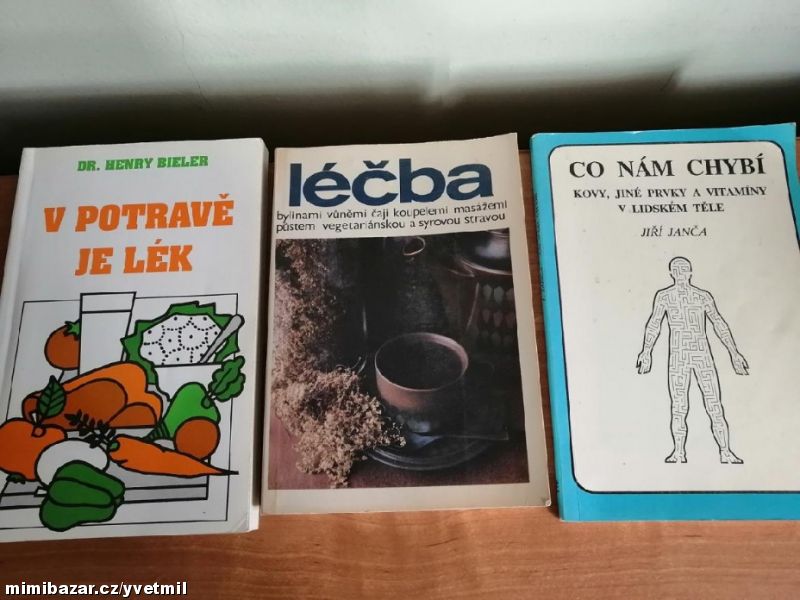 DR. HENRY BIELER
V POTRAVĚ
JE LÉK
léčba
bylinami vůněmi čaji koupelemi masážemi
půstem vegetariánskou a syrovou stravou
CO NÁM CHYBÍ
KOVY, JINÉ PRVKY A VITAMÍNY
V LIDSKÉM TĚLE
JIŘÍ JANČA
mimibazar.cz/yvetmil